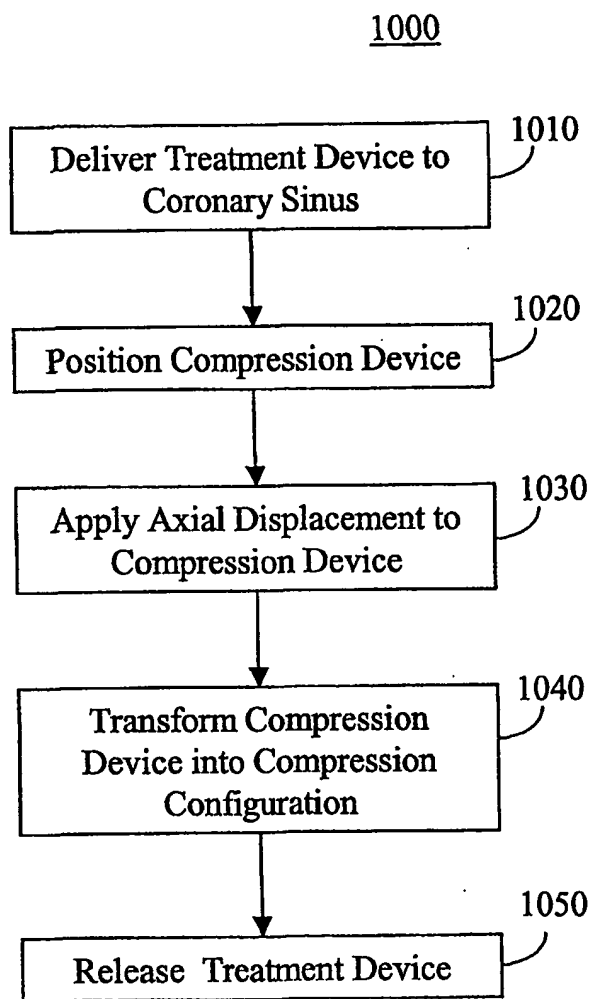 1000
1010
Deliver Treatment Device to
Coronary Sinus
1020
Position Compression Device
1030
Apply Axial Displacement to
Compression Device
1040
Transform Compression
Device into Compression
Configuration
1050
Release Treatment Device